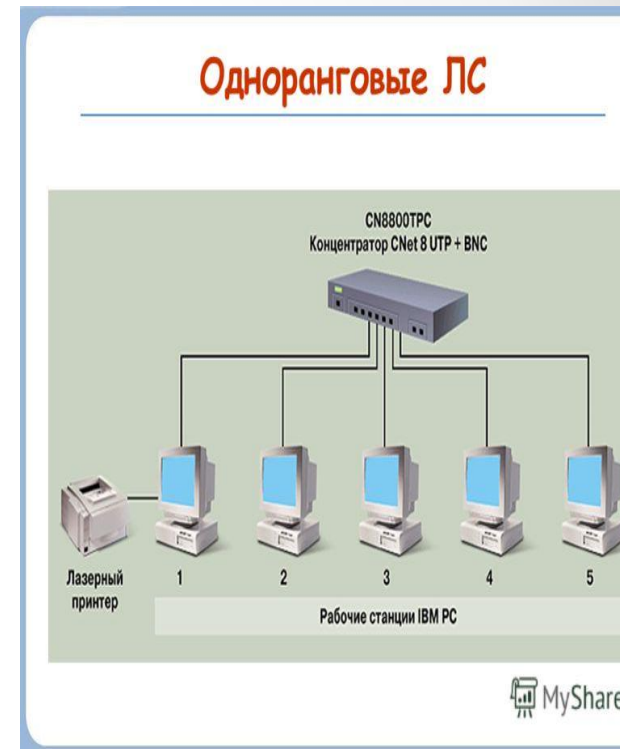 Одноранговые ЛС
CN8800TPC
Концентратор CNet 8 UTP + BNC
Лазерный
принтер
1 2 3 4 5
Рабочие станции IBM PC
MyShare